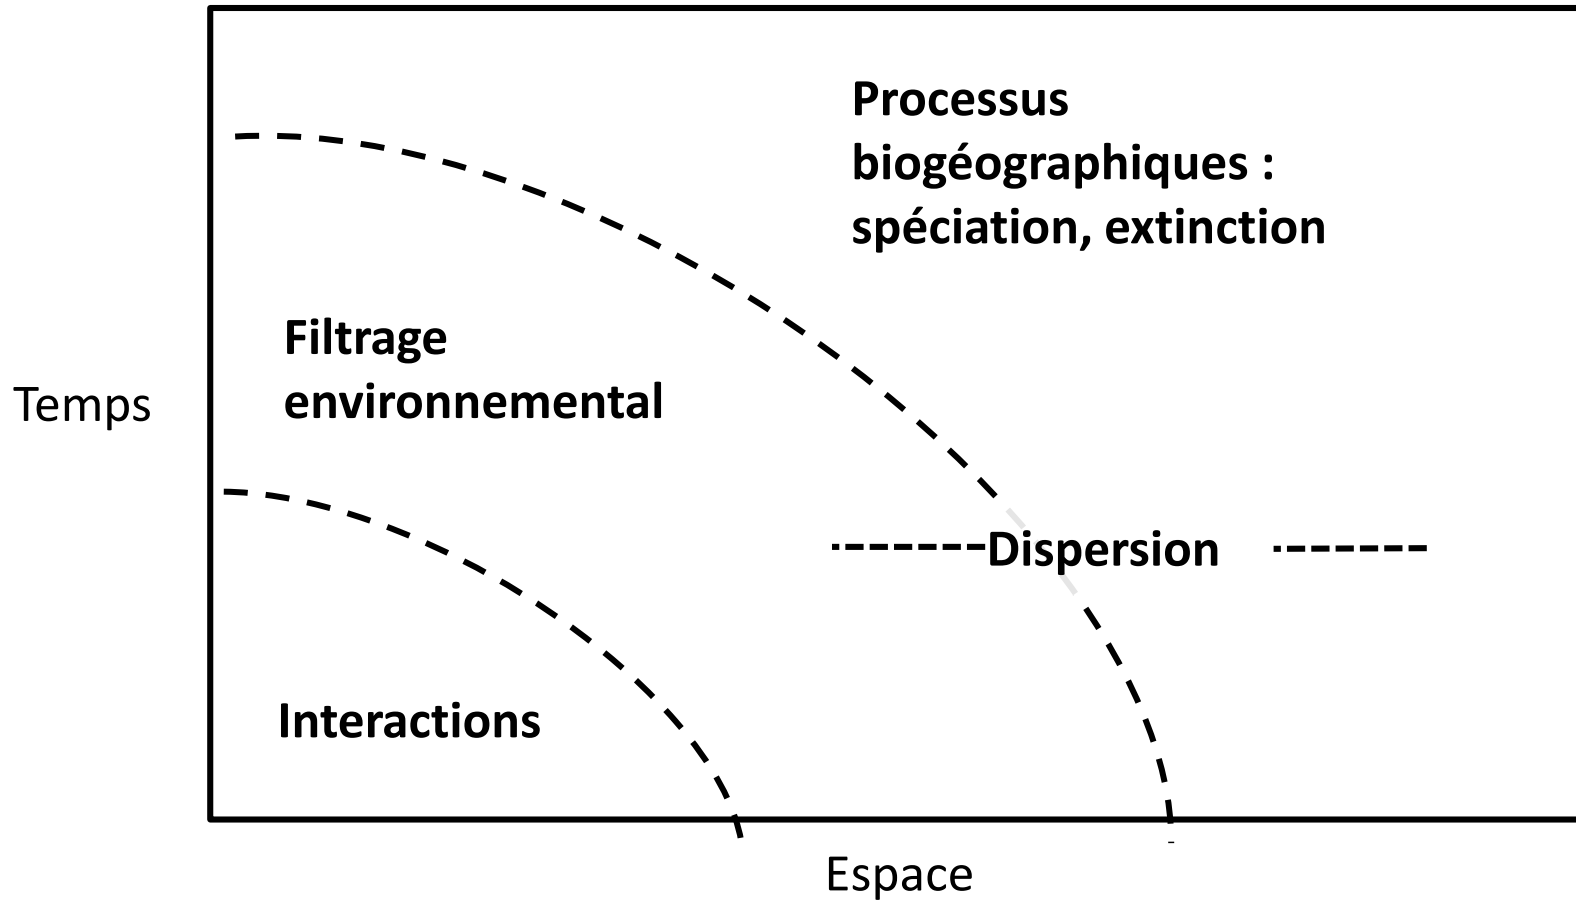 Processus
biogéographiques :
spéciation, extinction
Filtrage
environnemental
Temps
Dispersion
Interactions
Espace